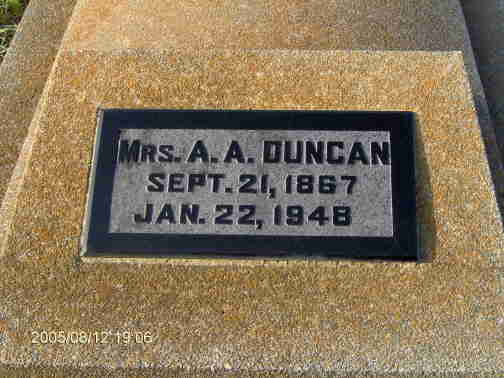 MRS. A. A. DUNCAN
SEPT. 21, 1867
JAN. 22, 1948
2005/08/12 19:06